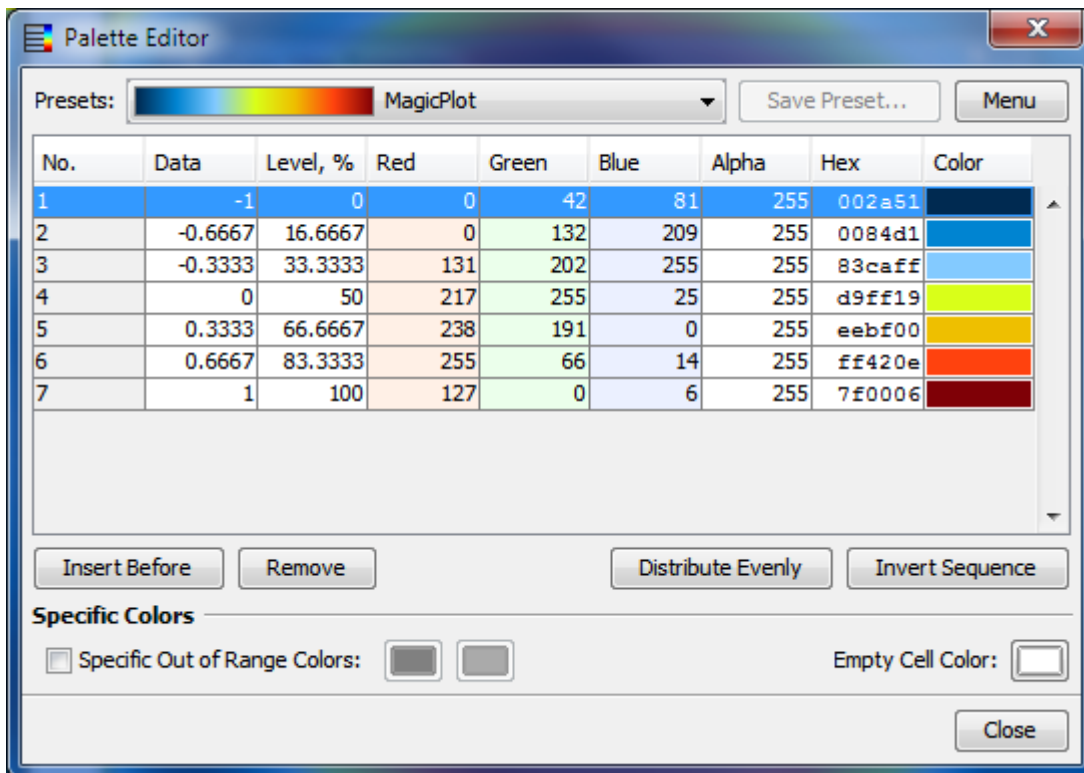 Palette Editor
Presets: MagicPlot Save Preset... Menu
No. Data Level, % Red Green Blue Alpha Hex Color
1 -1 0 0 42 81 255 002a51
2 -0.6667 16.6667 0 132 209 255 0084d1
3 -0.3333 33.3333 131 202 255 255 83caff
4 0 50 217 255 25 255 d9ff19
5 0.3333 66.6667 238 191 0 255 eebf00
6 0.6667 83.3333 255 66 14 255 ff420e
7 1 100 127 0 6 255 7f0006
Insert Before Remove Distribute Evenly Invert Sequence
Specific Colors
Specific Out of Range Colors: Empty Cell Color:
Close